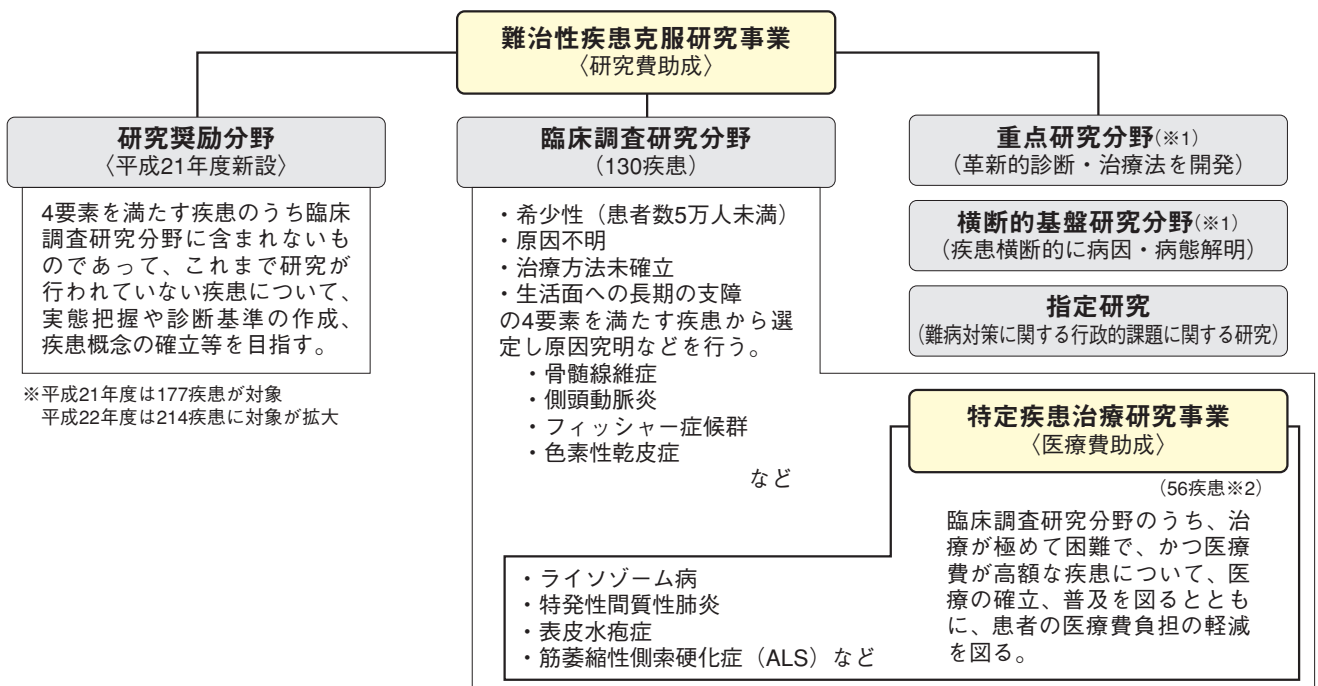 難治性疾患克服研究事業
〈研究費助成〉
研究奨励分野
〈平成21年度新設〉
4要素を満たす疾患のうち臨床
調査研究分野に含まれないも
のであって、これまで研究が
行われていない疾患について、
実態把握や診断基準の作成、
疾患概念の確立等を目指す。
※平成21年度は177疾患が対象
平成22年度は214疾患に対象が拡大
臨床調査研究分野
（130疾患）
・希少性（患者数5万人未満）
・原因不明
・治療方法未確立
・生活面への長期の支障
の4要素を満たす疾患から選
定し原因究明などを行う。
・骨髄線維症
・側頭動脈炎
・フィッシャー症候群
・色素性乾皮症
など
重点研究分野(※1)
（革新的診断・治療法を開発）
横断的基盤研究分野(※1)
（疾患横断的に病因・病態解明）
指定研究
（難病対策に関する行政的課題に関する研究）
特定疾患治療研究事業
〈医療費助成〉
（56疾患※2）
臨床調査研究分野のうち、治
療が極めて困難で、かつ医療
費が高額な疾患について、医
療の確立、普及を図るととも
に、患者の医療費負担の軽減
を図る。
・ライソゾーム病
・特発性間質性肺炎
・表皮水疱症
・筋萎縮性側索硬化症（ALS）など